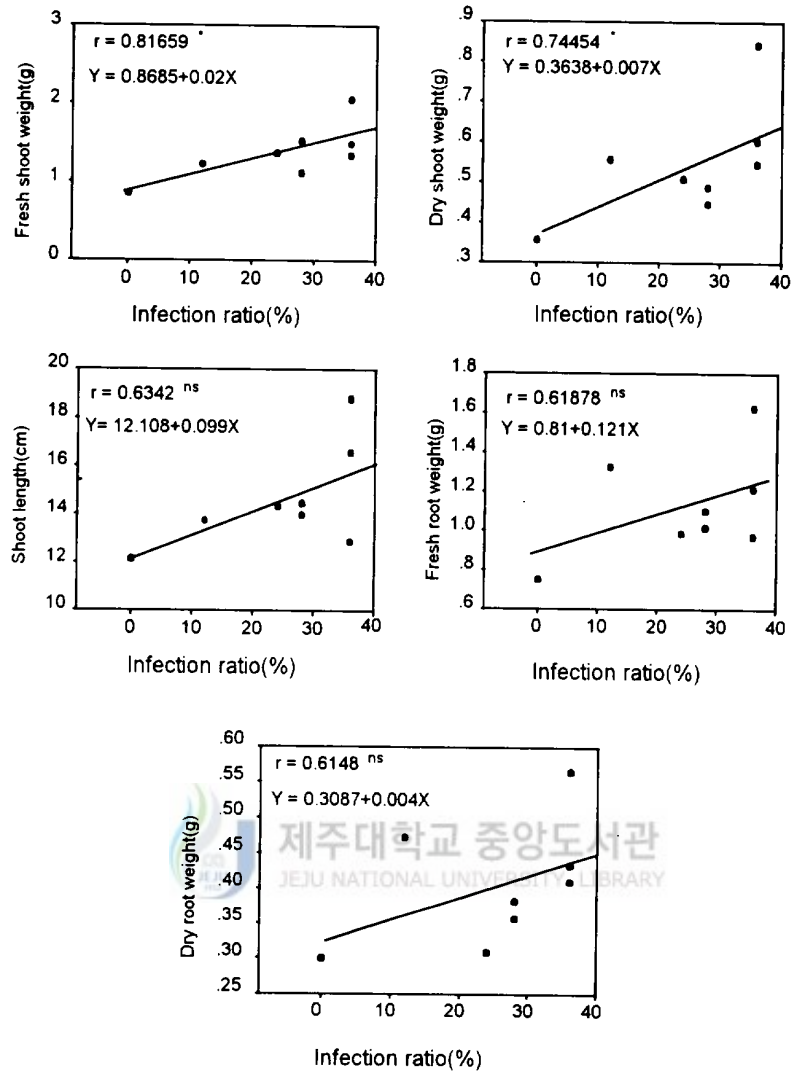 r = 0.81659 *
Y = 0.8685+0.02X
Fresh shoot weight(g)
3
2
1
0
0 10 20 30 40
Infection ratio(%)
r = 0.74454 *
Y = 0.3638+0.007X
Dry shoot weight(g)
.9
.8
.7
.6
.5
.4
.3
0 10 20 30 40
Infection ratio(%)
r = 0.6342 ns
Y= 12.108+0.099X
Shoot length(cm)
20
18
16
14
12
10
0 10 20 30 40
Infection ratio(%)
r = 0.61878 ns
Y = 0.81+0.121X
Fresh root weight(g)
1.8
1.6
1.4
1.2
1.0
.8
.6
0 10 20 30 40
Infection ratio(%)
r = 0.6148 ns
Y = 0.3087+0.004X
Dry root weight(g)
.60
.55
.50
.45
.40
.35
.30
.25
0 10 20 30 40
Infection ratio(%)
제주대학교 중앙도서관
JEJU NATIONAL UNIVERSITY LIBRARY